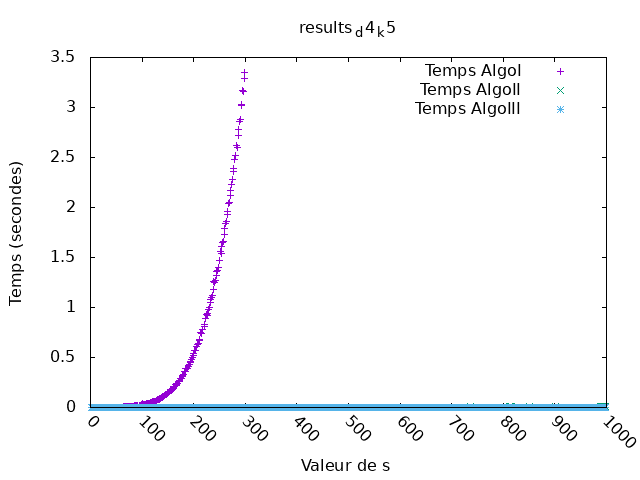 results_d4_k5
Temps AlgoI
Temps AlgoII
Temps AlgoIII
3.5
3
2.5
2
1.5
1
0.5
0
Temps (secondes)
0 100 200 300 400 500 600 700 800 900 1000
Valeur de s